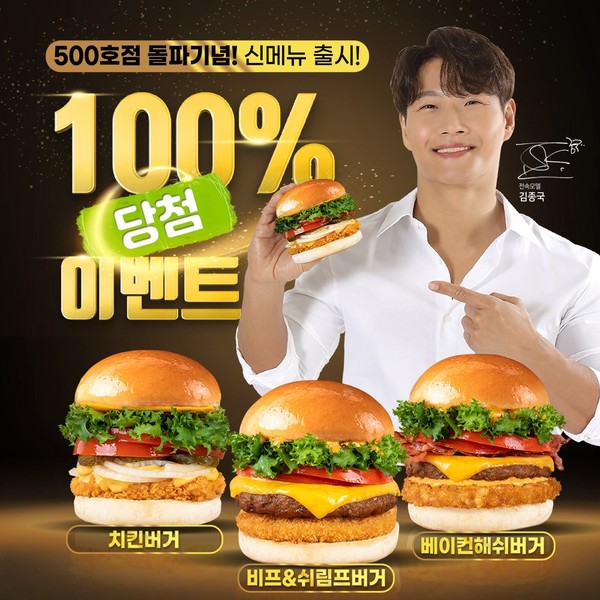 500호점 돌파기념! 신메뉴 출시!
100%
당첨
이벤트
전속모델
김종국
치킨버거
비프&쉬림프버거
베이컨해쉬버거